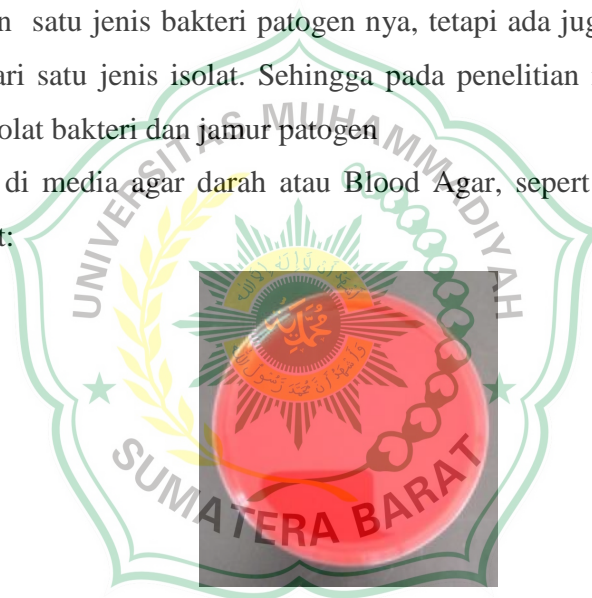 n satu jenis bakteri patogen nya, tetapi ada jug
ari satu jenis isolat. Sehingga pada penelitian
olat bakteri dan jamur patogen
di media agar darah atau Blood Agar, sepert
t:
UNIVERSITAS MUHAMMADIYAH
محمد
SUMATERA BARAT